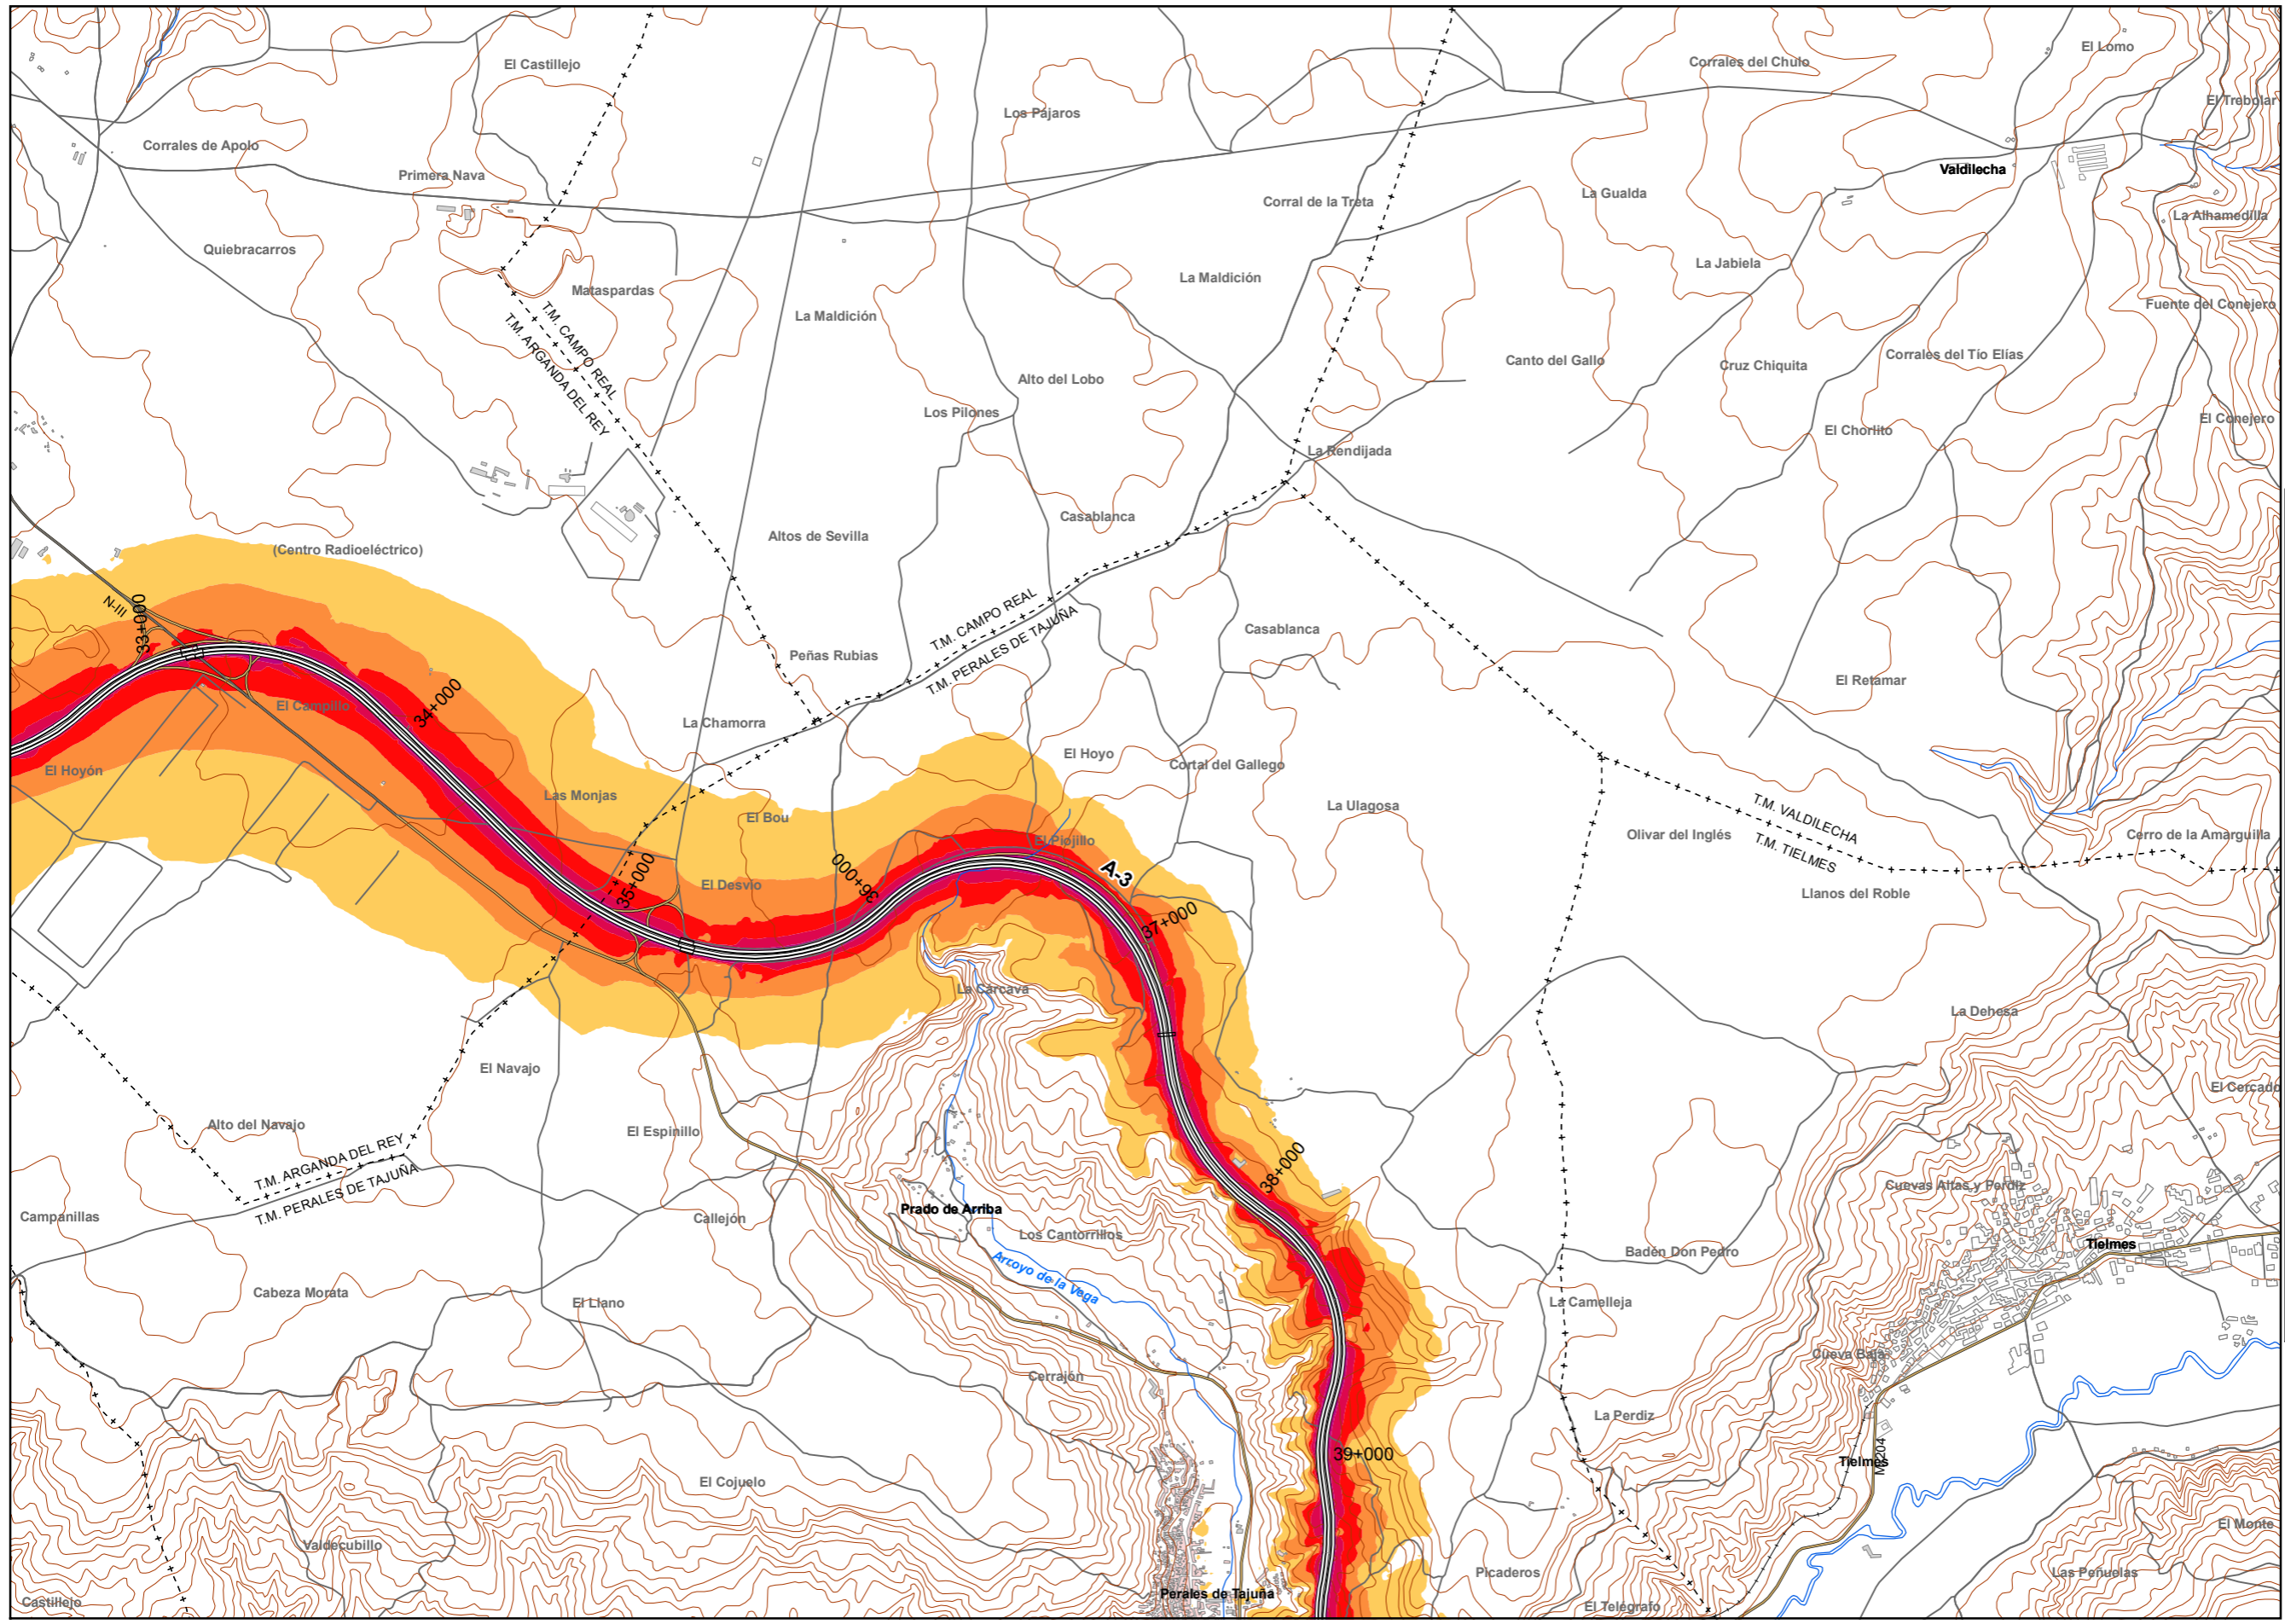 El Lomo
Corrales del Chulo
El Castillejo
El Trebolar
Los Pájaros
Corrales de Apolo
Valdilecha
Primera Nava
La Gualda
Corral de la Treta
La Alhamedilla
Quiebracarros
La Jabiela
La Maldición
Mataspardas
Fuente del Conejero
La Maldición
T.M. CAMPO REAL
T.M. ARGANDA DEL REY
Corrales del Tío Elías
Canto del Gallo
Cruz Chiquita
Alto del Lobo
Los Pilones
El Conejero
El Chorlito
La Rendijada
Casablanca
Altos de Sevilla
(Centro Radioeléctrico)
N-III
33+000
T.M. CAMPO REAL
T.M. PERALES DE TAJUÑA
Casablanca
Peñas Rubias
El Retamar
34+000
El Campillo
La Chamorra
El Hoyo
Cortal del Gallego
El Hoyón
Las Monjas
La Ulagosa
El Bou
T.M. VALDILECHA
T.M. TIELMES
Olivar del Inglés
Cerro de la Amarguilla
El Piojillo
A-3
35+000
36+000
El Desvío
Llanos del Roble
37+000
La Cárcava
La Dehesa
El Navajo
El Cercado
Alto del Navajo
El Espinillo
T.M. ARGANDA DEL REY
T.M. PERALES DE TAJUÑA
38+000
Cuevas Altas y Perdiz
Prado de Arriba
Campanillas
Callejón
Los Cantorrillos
Tielmes
Badén Don Pedro
Arroyo de la Vega
Cabeza Morata
El Llano
La Camelleja
Cueva Baja
Cerrajón
La Perdiz
39+000
Tielmes
M-204
El Cojuelo
El Monte
Valdecubillo
Picaderos
Las Peñuelas
Perales de Tajuña
Castillejo
El Telégrafo